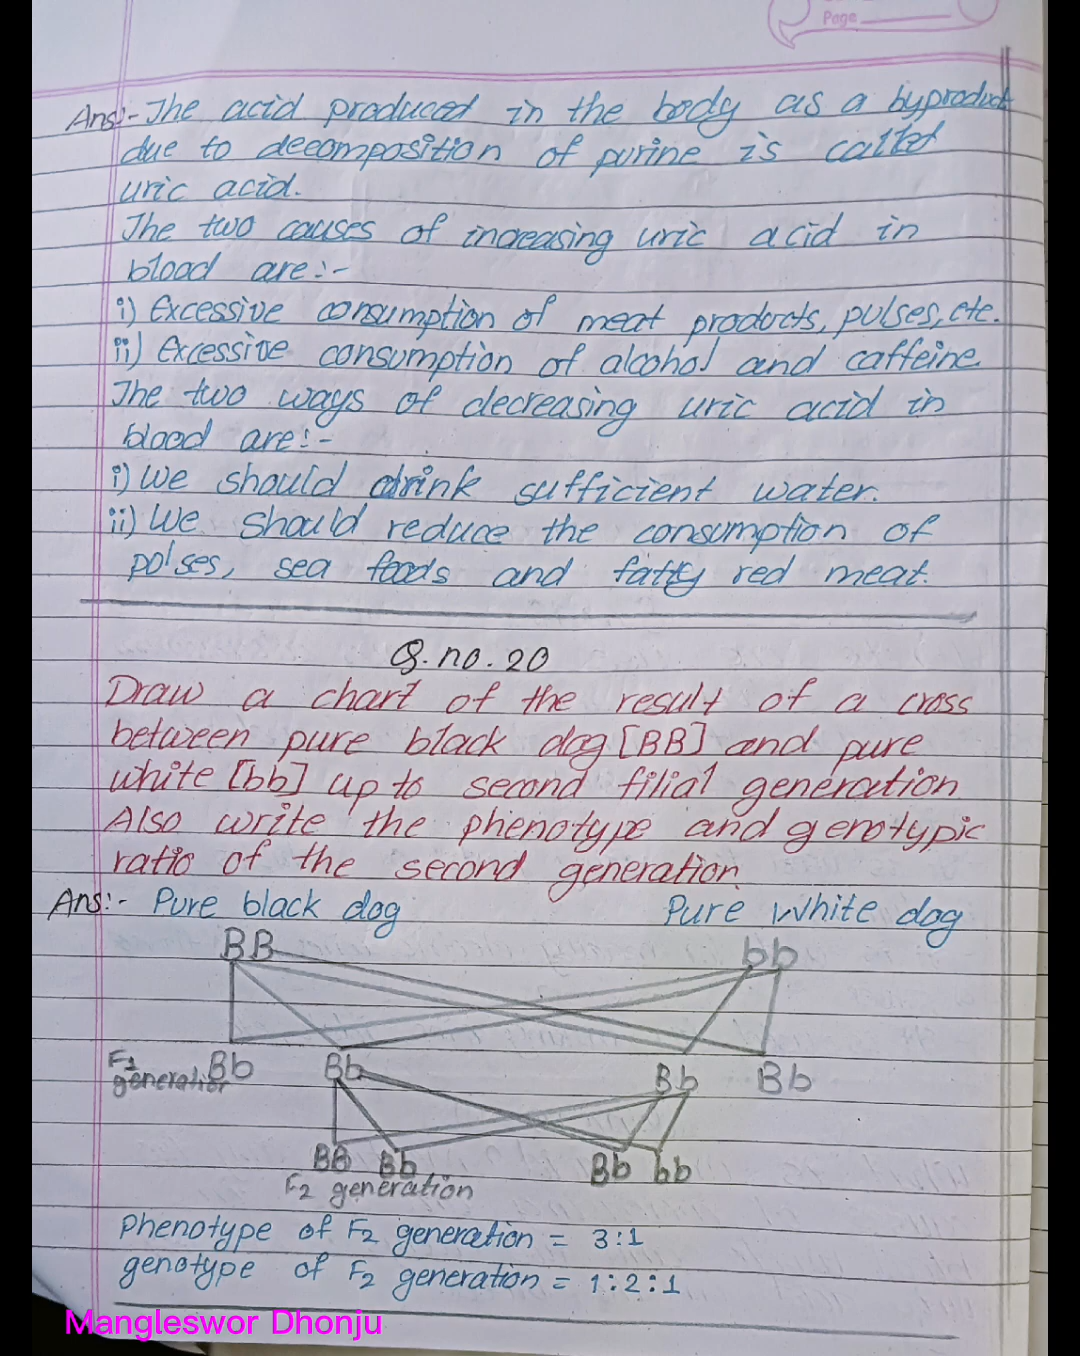 Page
Ans:- The acid produced in the body as a byproduct
due to decomposition of purine is called
uric acid.
The two causes of increasing uric acid in
blood are:-
i) Excessive consumption of meat products, pulses, etc.
ii) Excessive consumption of alcohol and caffeine
The two ways of decreasing uric acid in
blood are:-
i) We should drink sufficient water.
ii) We should reduce the consumption of
pulses, sea foods and fatty red meat.
Q.no.20
Draw a chart of the result of a cross
between pure black dog [BB] and pure
white [bb] up to second filial generation
Also write the phenotype and genotypic
ratio of the second generation.
Ans:- Pure black dog Pure White dog
BB bb
F1 generation Bb Bb Bb Bb
BB Bb Bb bb
F2 generation
Phenotype of F2 generation = 3:1
genotype of F2 generation = 1:2:1
Mangleswor Dhonju